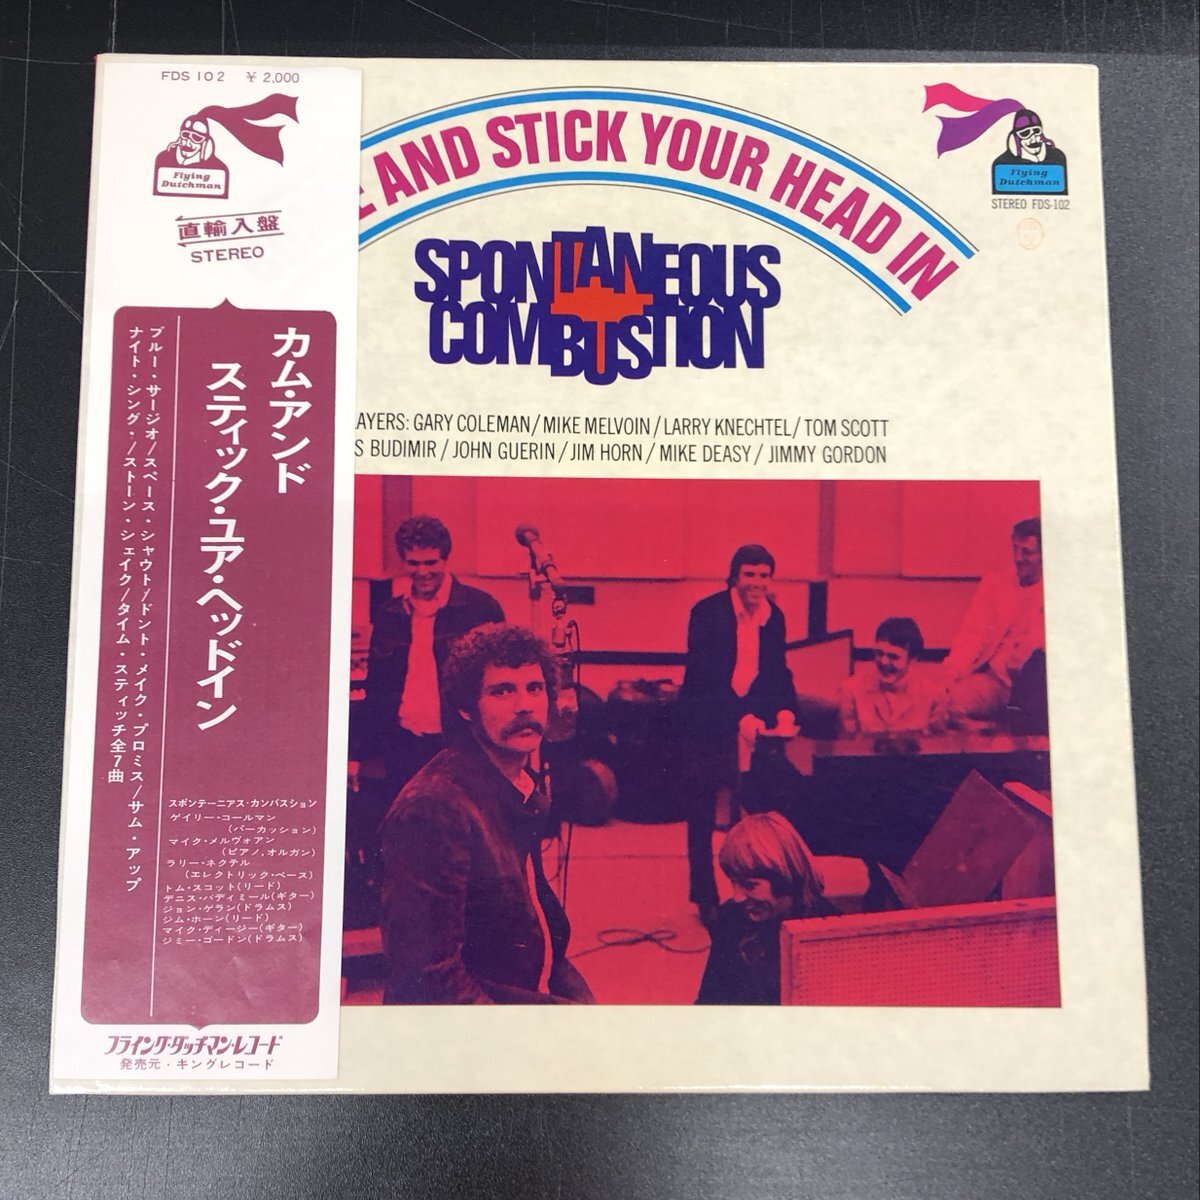 FDS 102 ¥ 2,000
Flying
Dutchman
直輸入盤
STEREO
カム・アンド
スティック・ユア・ヘッドイン
ブルー・サージオ/スペース・シャウト/ドント・メイク・プロミス/サム・アップ
ナイト・シング/ストーン・シェイク/タイム・スティッチ全7曲
スポンテーニアス・カンバスション
ゲイリー・コールマン
(パーカッション)
マイク・メルヴォアン
(ピアノ,オルガン)
ラリー・ネクテル
(エレクトリック・ベース)
トム・スコット(リード)
デニス・バディミール(ギター)
ジョン・ゲラン(ドラムス)
ジム・ホーン(リード)
マイク・ディージー(ギター)
ジミー・ゴードン(ドラムス)
フライング・ダッチマン・レコード
発売元・キングレコード
E AND STICK YOUR HEAD IN
Flying
Dutchman
STEREO FDS-102
SPONTANEOUS
COMBUSTION
AYERS: GARY COLEMAN/MIKE MELVOIN/LARRY KNECHTEL/TOM SCOTT
S BUDIMIR/JOHN GUERIN/JIM HORN/MIKE DEASY/JIMMY GORDON